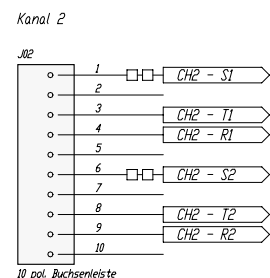 Kanal 2
J02
1 CH2 - S1
2
3 CH2 - T1
4 CH2 - R1
5
6 CH2 - S2
7
8 CH2 - T2
9 CH2 - R2
10
10 pol. Buchsenleiste